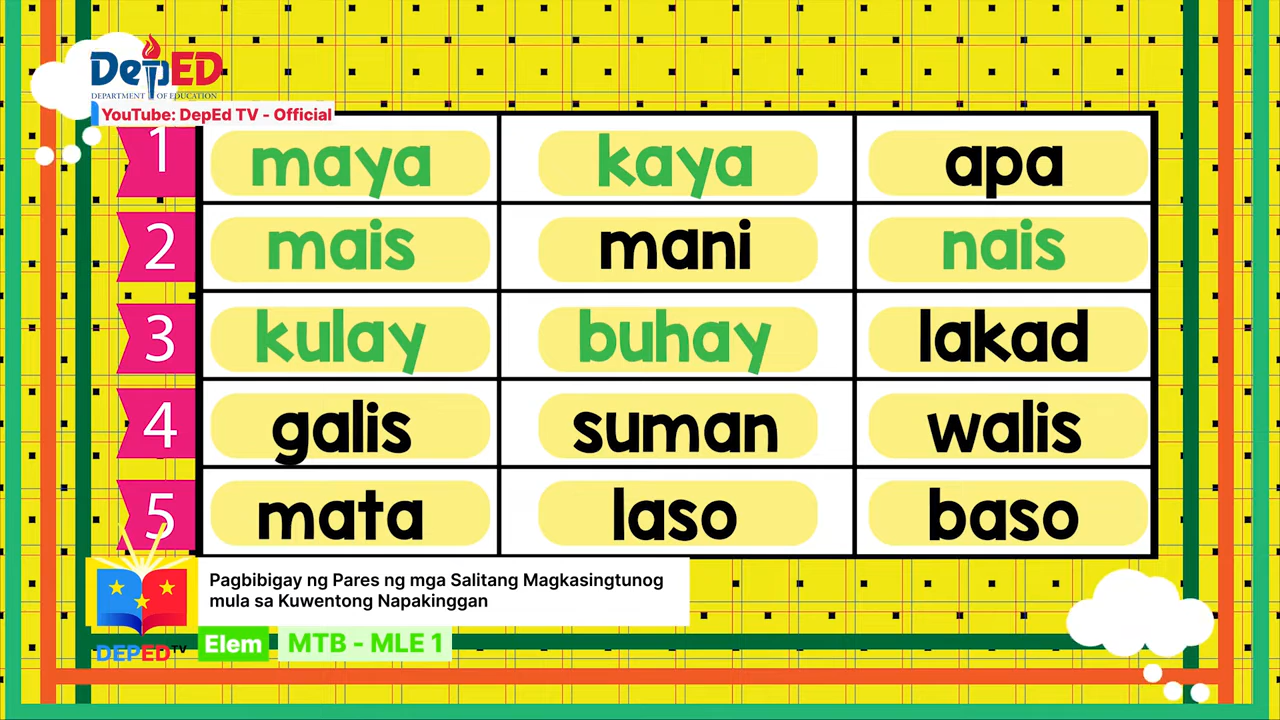 DepED
DEPARTMENT OF EDUCATION
YouTube: DepEd TV - Official
1 maya kaya apa
2 mais mani nais
3 kulay buhay lakad
4 galis suman walis
5 mata laso baso
Pagbibigay ng Pares ng mga Salitang Magkasingtunog
mula sa Kuwentong Napakinggan
Elem MTB - MLE 1
DEPED TV